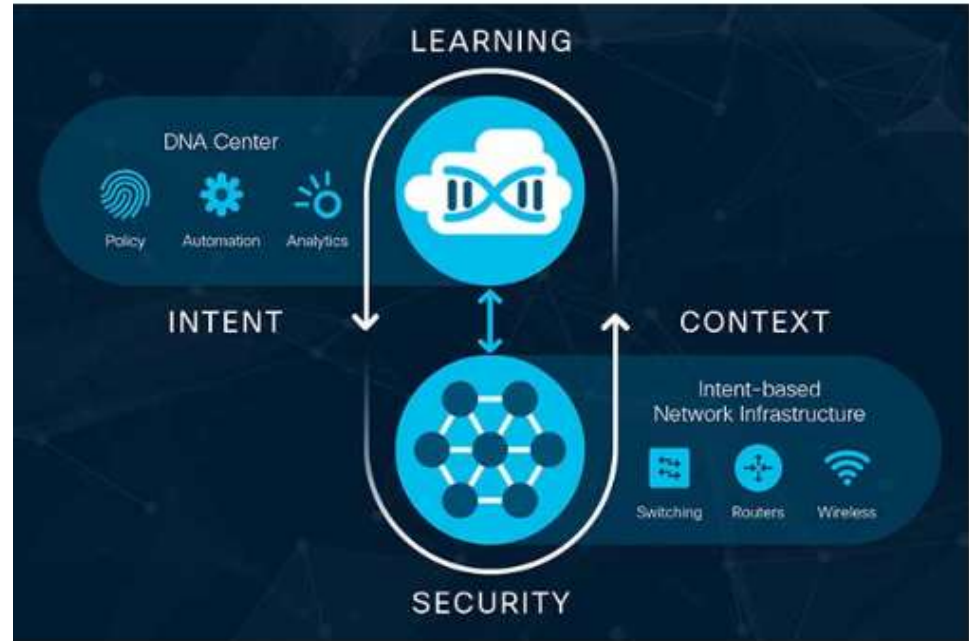 LEARNING
DNA Center
Policy Automation Analytics
INTENT
CONTEXT
Intent-based
Network Infrastructure
Switching Routers Wireless
SECURITY